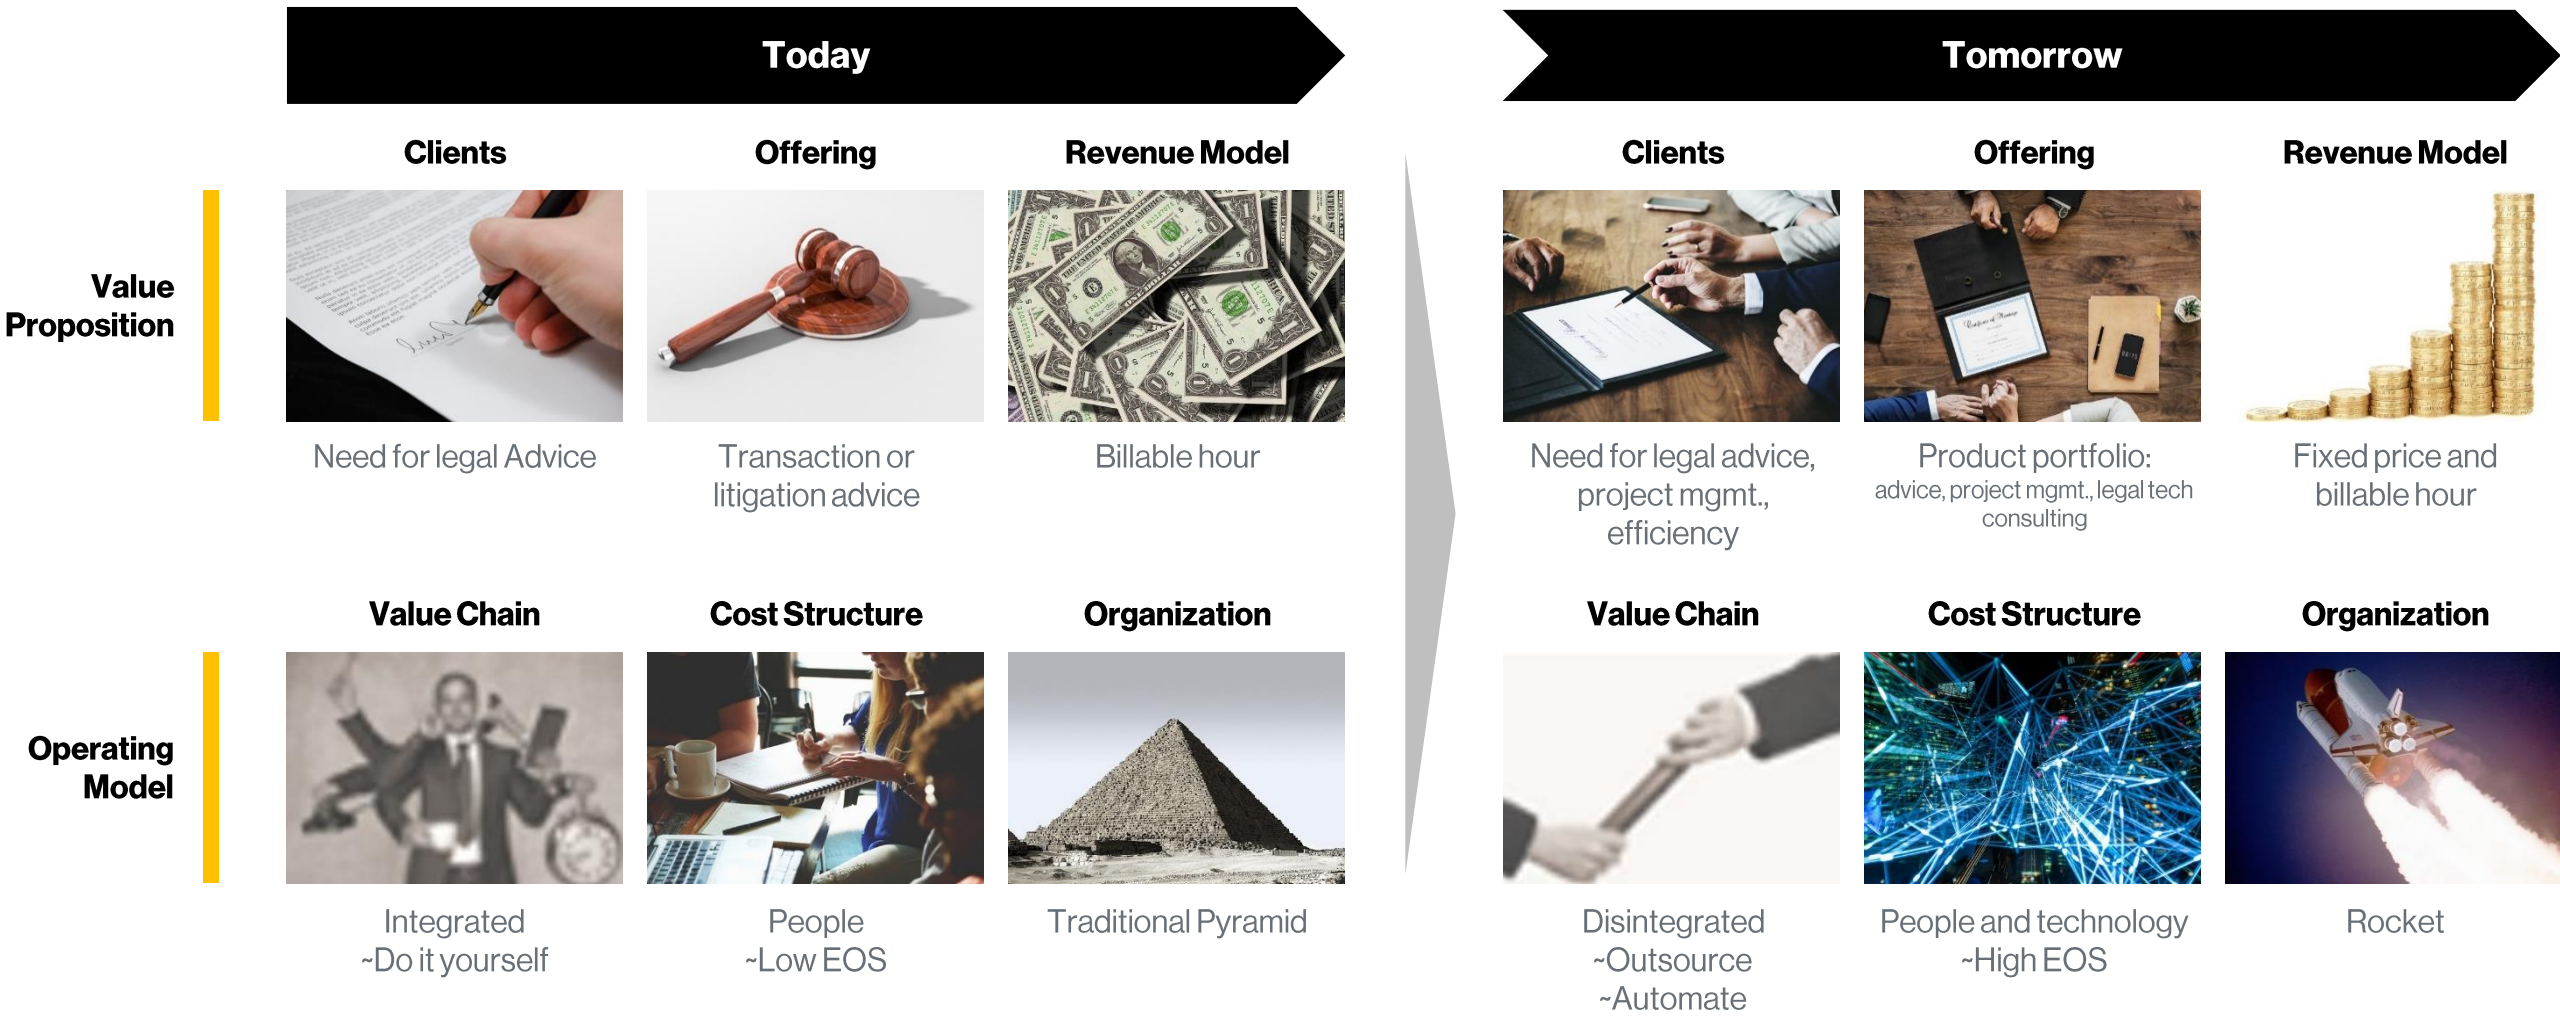 Today
Tomorrow
Clients
Offering
Revenue Model
Clients
Offering
Revenue Model
Value
Proposition
Need for legal Advice
Transaction or
litigation advice
Billable hour
Need for legal advice,
project mgmt.,
efficiency
Product portfolio:
advice, project mgmt., legal tech
consulting
Fixed price and
billable hour
Value Chain
Cost Structure
Organization
Value Chain
Cost Structure
Organization
Operating
Model
Integrated
~Do it yourself
People
~Low EOS
Traditional Pyramid
Disintegrated
~Outsource
~Automate
People and technology
~High EOS
Rocket